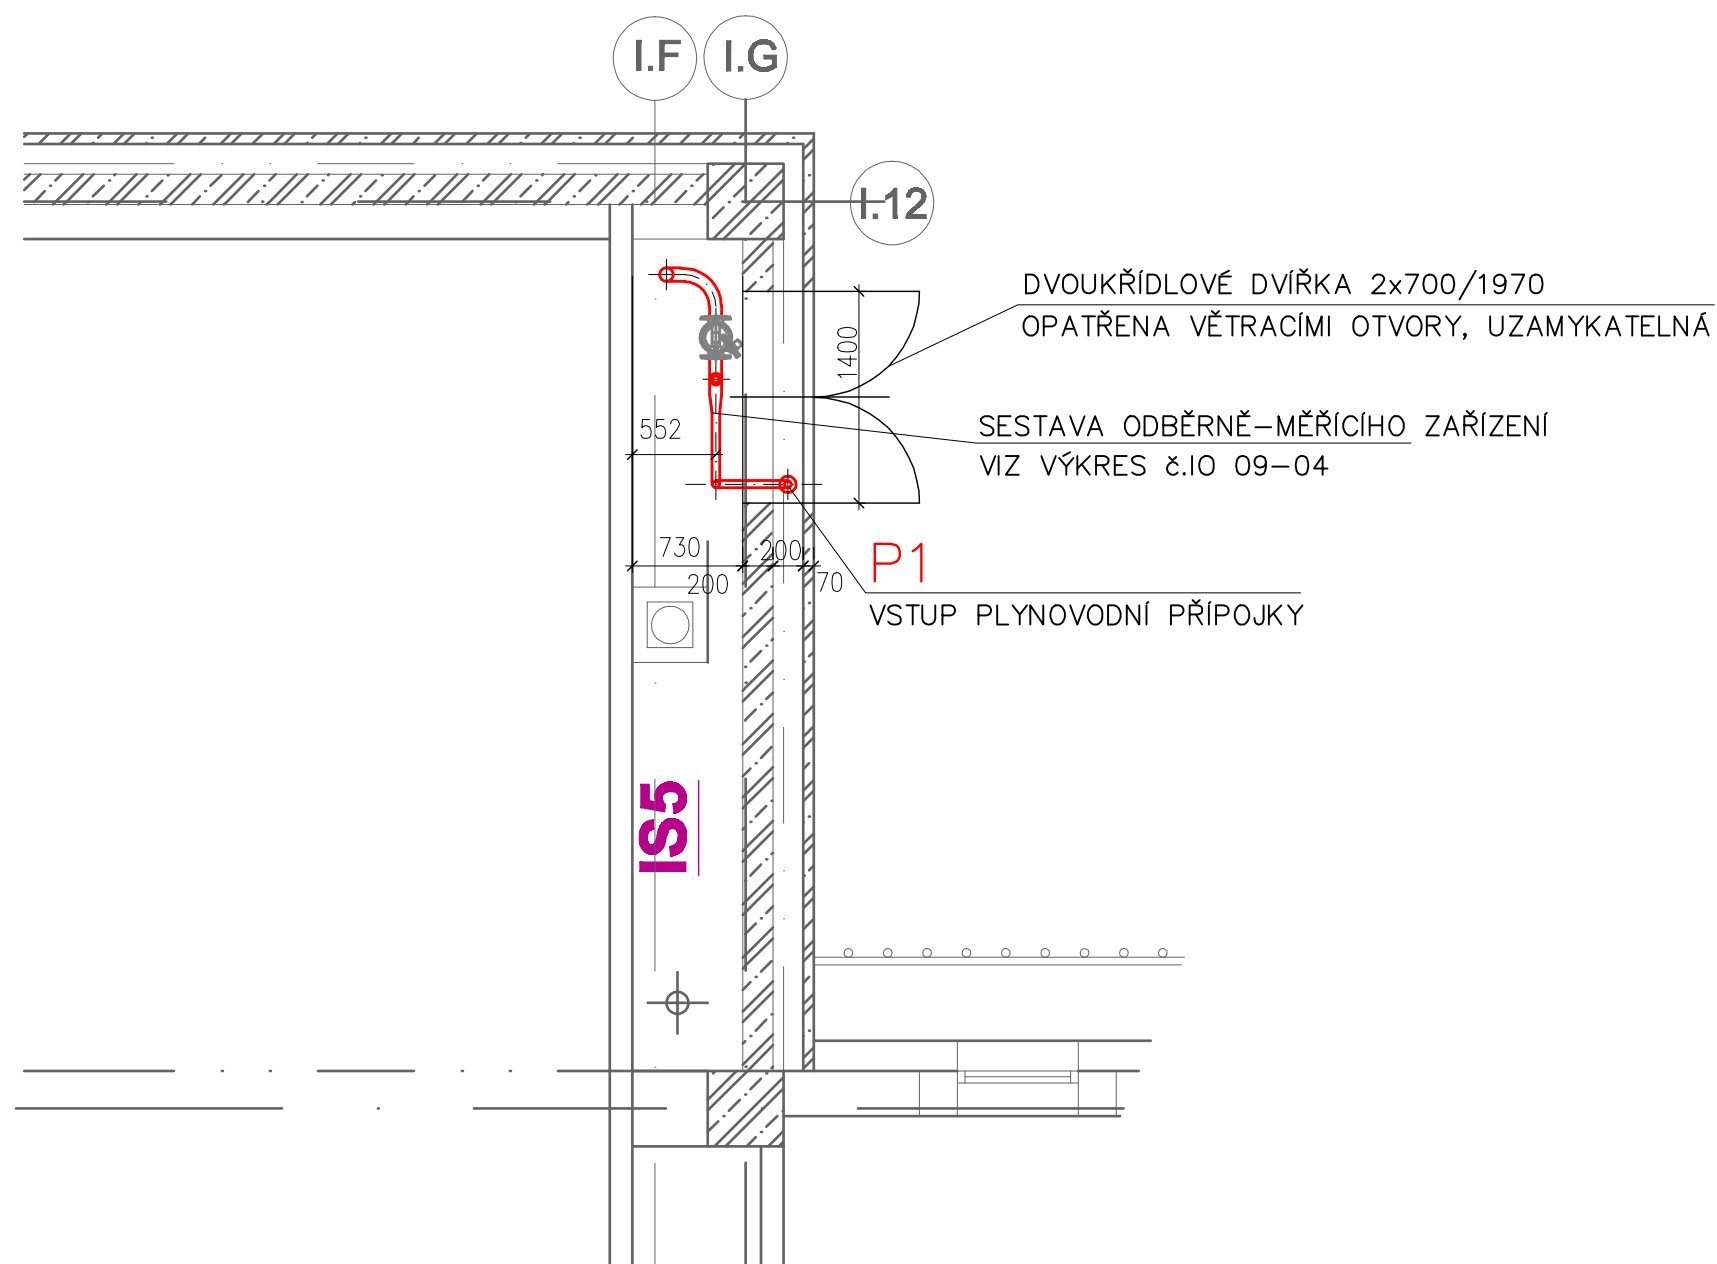 I.F
I.G
I.12
DVOUKŘÍDLOVÉ DVÍŘKA 2x700/1970
OPATŘENA VĚTRACÍMI OTVORY, UZAMYKATELNÁ
1400
552
SESTAVA ODBĚRNĚ–MĚŘÍCÍHO ZAŘÍZENÍ
VIZ VÝKRES č.IO 09–04
730
200
200
70
P1
VSTUP PLYNOVODNÍ PŘÍPOJKY
IS5